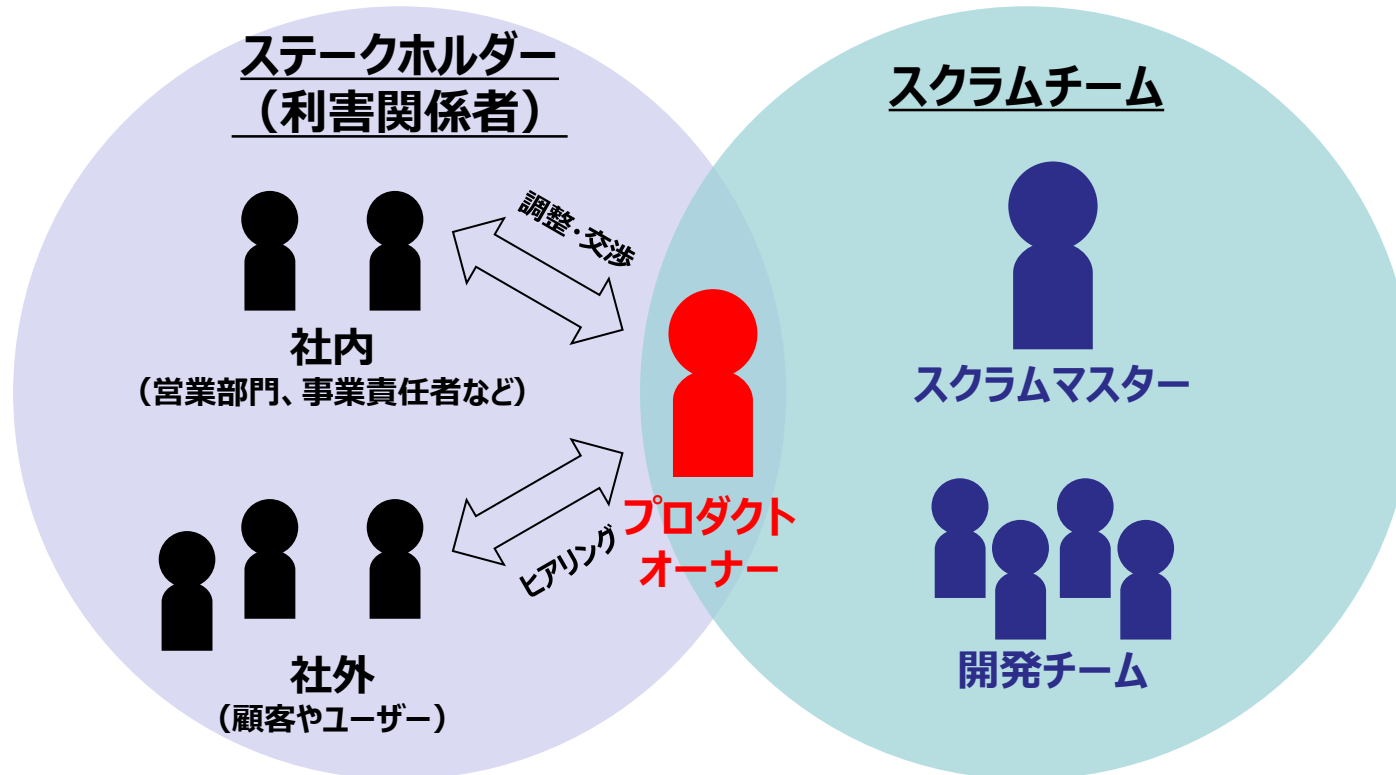 ステークホルダー
（利害関係者）
スクラムチーム
調整・交渉
社内
（営業部門、事業責任者など）
スクラムマスター
プロダクト
オーナー
ヒアリング
社外
（顧客やユーザー）
開発チーム